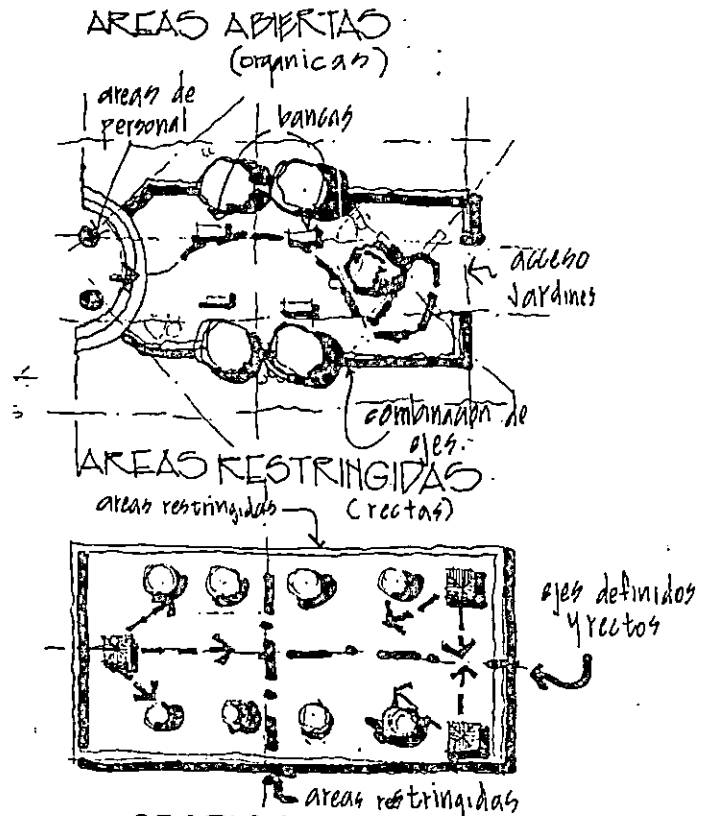 AREAS ABIERTAS
(organicas)
areas de
personal
bancas
acceso
Jardines
combinacion de
ejes.
AREAS RESTRINGIDAS
(rectas)
areas restringidas
ejes definidos
y rectos
areas restringidas